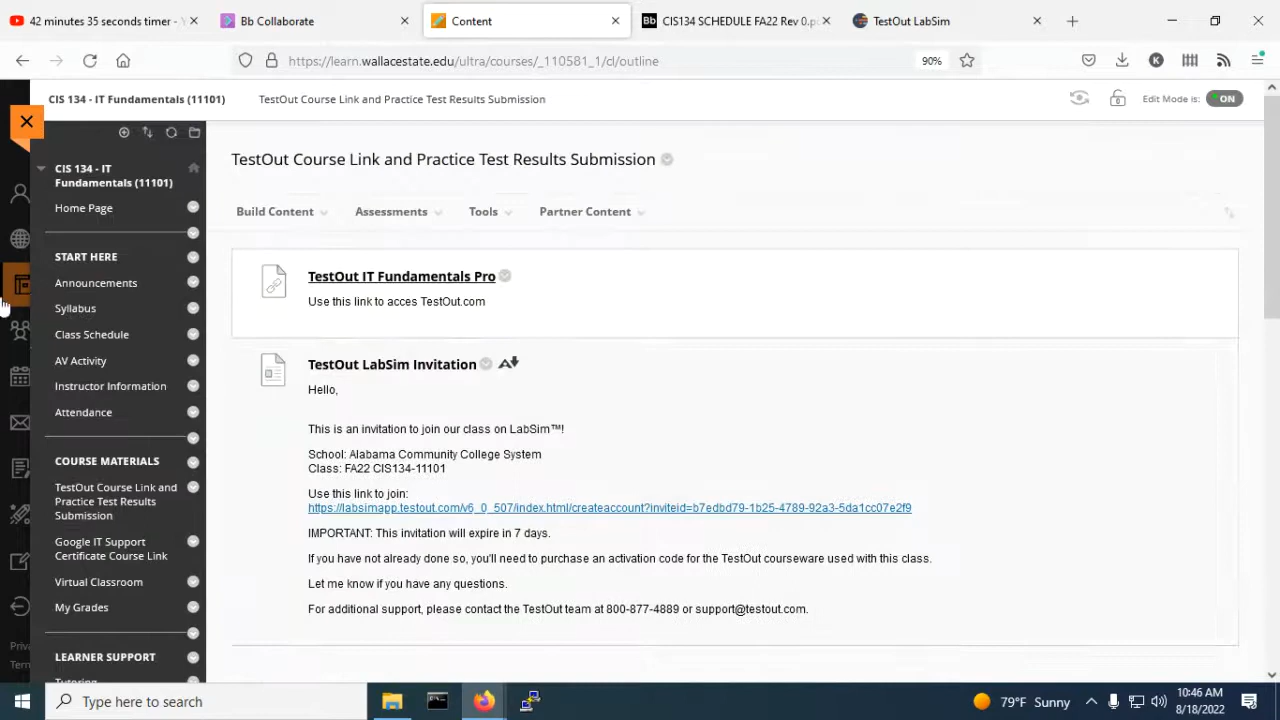 42 minutes 35 seconds timer - Y
Bb Collaborate
Content
Bb CIS134 SCHEDULE FA22 Rev 0.pd
TestOut LabSim
https://learn.wallacestate.edu/ultra/courses/_110581_1/cl/outline
90%
K
CIS 134 - IT Fundamentals (11101)
TestOut Course Link and Practice Test Results Submission
Edit Mode is:
ON
CIS 134 - IT
Fundamentals (11101)
Home Page
START HERE
Announcements
Syllabus
Class Schedule
AV Activity
Instructor Information
Attendance
COURSE MATERIALS
TestOut Course Link and
Practice Test Results
Submission
Google IT Support
Certificate Course Link
Virtual Classroom
My Grades
LEARNER SUPPORT
Tutoring
Priva
Term
TestOut Course Link and Practice Test Results Submission
Build Content
Assessments
Tools
Partner Content
TestOut IT Fundamentals Pro
Use this link to acces TestOut.com
TestOut LabSim Invitation
Hello,
This is an invitation to join our class on LabSim™!
School: Alabama Community College System
Class: FA22 CIS134-11101
Use this link to join:
https://labsimapp.testout.com/v6_0_507/index.html/createaccount?inviteid=b7edbd79-1b25-4789-92a3-5da1cc07e2f9
IMPORTANT: This invitation will expire in 7 days.
If you have not already done so, you'll need to purchase an activation code for the TestOut courseware used with this class.
Let me know if you have any questions.
For additional support, please contact the TestOut team at 800-877-4889 or support@testout.com.
Type here to search
79°F Sunny
10:46 AM
8/18/2022